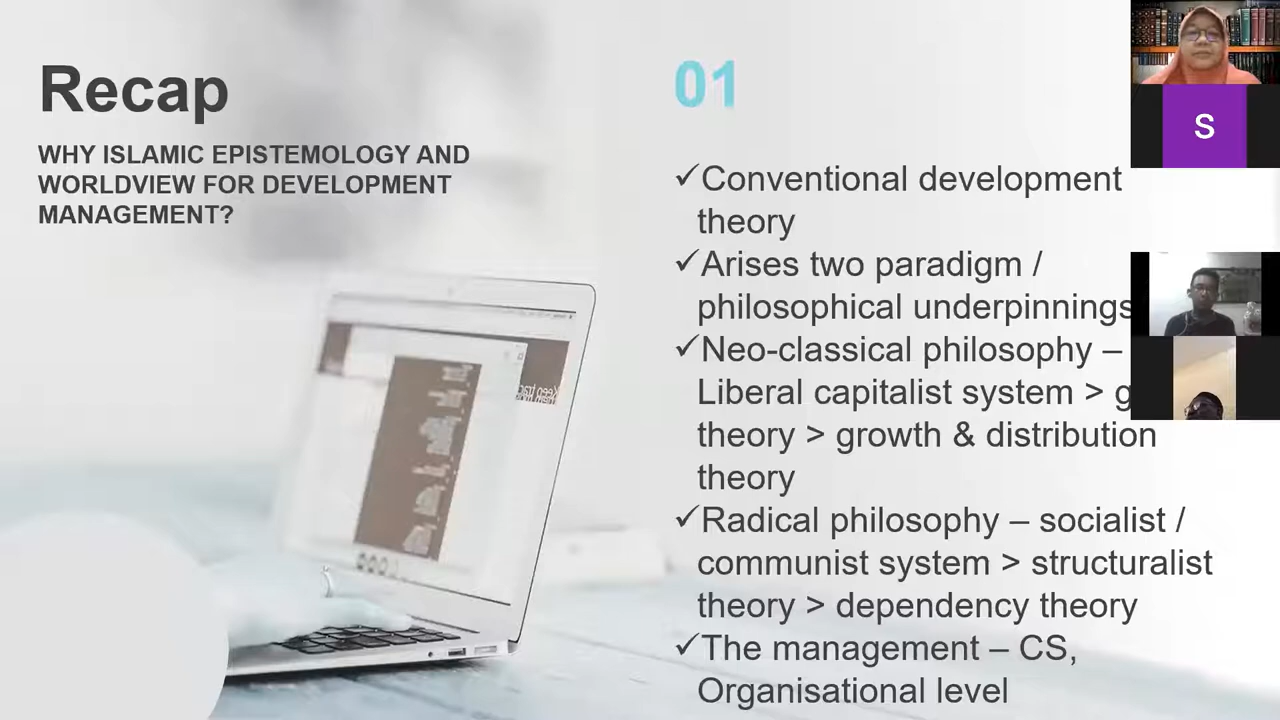 Recap
WHY ISLAMIC EPISTEMOLOGY AND
WORLDVIEW FOR DEVELOPMENT
MANAGEMENT?
01
✓Conventional development
theory
✓Arises two paradigm /
philosophical underpinnings
✓Neo-classical philosophy –
Liberal capitalist system >
theory > growth & distribution
theory
✓Radical philosophy – socialist /
communist system > structuralist
theory > dependency theory
✓The management – CS,
Organisational level
S